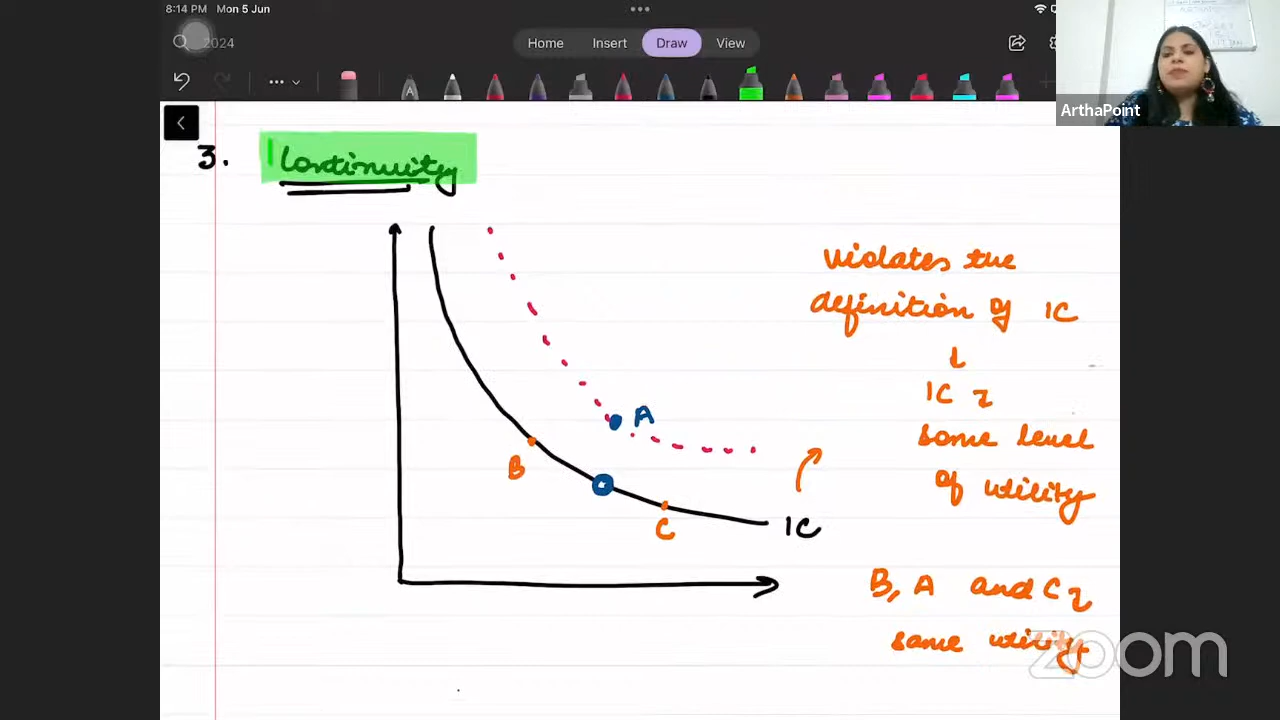 8:14 PM Mon 5 Jun
2024
Home Insert Draw View
A
ArthaPoint
3. Continuity
violates the
definition of IC
IC
same level
of utility
A
B
C
IC
B, A and C
same utility
zoom